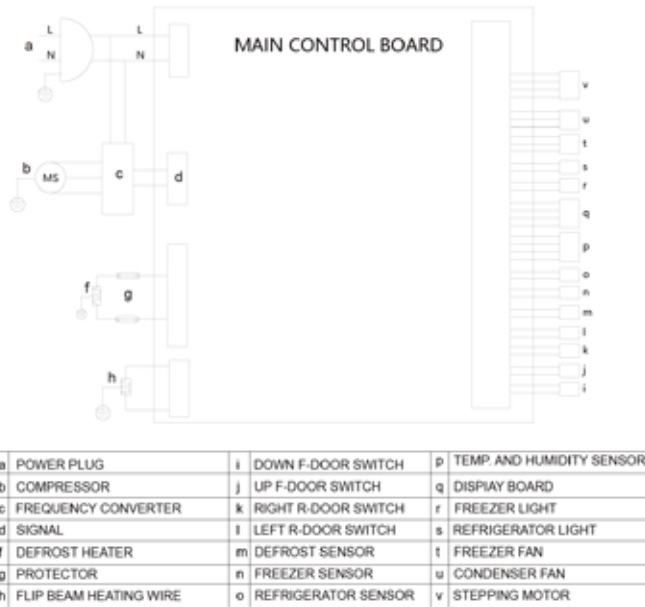 L L
a N N
MAIN CONTROL BOARD
v
u
t
b MS c d
s
r
q
p
f g
o
n
m
l
h
k
j
i
a POWER PLUG i DOWN F-DOOR SWITCH p TEMP. AND HUMIDITY SENSOR
b COMPRESSOR j UP F-DOOR SWITCH q DISPIAY BOARD
c FREQUENCY CONVERTER k RIGHT R-DOOR SWITCH r FREEZER LIGHT
d SIGNAL l LEFT R-DOOR SWITCH s REFRIGERATOR LIGHT
f DEFROST HEATER m DEFROST SENSOR t FREEZER FAN
g PROTECTOR n FREEZER SENSOR u CONDENSER FAN
h FLIP BEAM HEATING WIRE o REFRIGERATOR SENSOR v STEPPING MOTOR